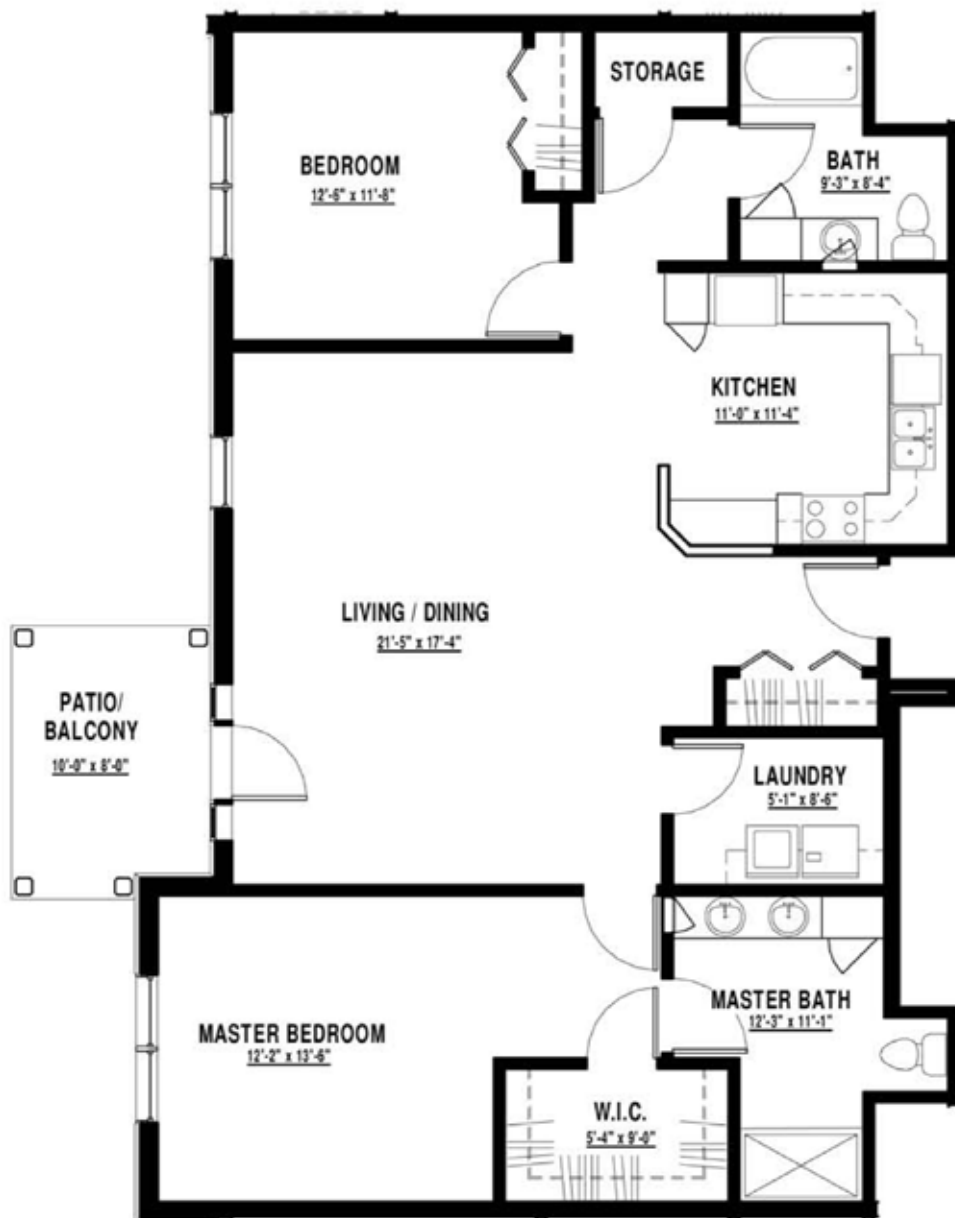 STORAGE
BEDROOM
12'-6" x 11'-8"
BATH
9'-3" x 8'-4"
KITCHEN
11'-0" x 11'-4"
LIVING / DINING
21'-5" x 17'-4"
PATIO/
BALCONY
10'-0" x 8'-0"
LAUNDRY
5'-1" x 8'-6"
MASTER BATH
12'-3" x 11'-1"
MASTER BEDROOM
12'-2" x 13'-6"
W.I.C.
5'-4" x 9'-0"